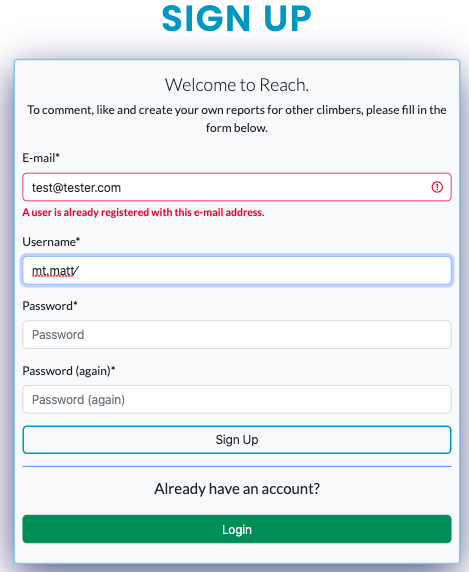 SIGN UP
Welcome to Reach.
To comment, like and create your own reports for other climbers, please fill in the
form below.
E-mail*
test@tester.com
A user is already registered with this e-mail address.
Username*
mt.matt/
Password*
Password
Password (again)*
Password (again)
Sign Up
Already have an account?
Login